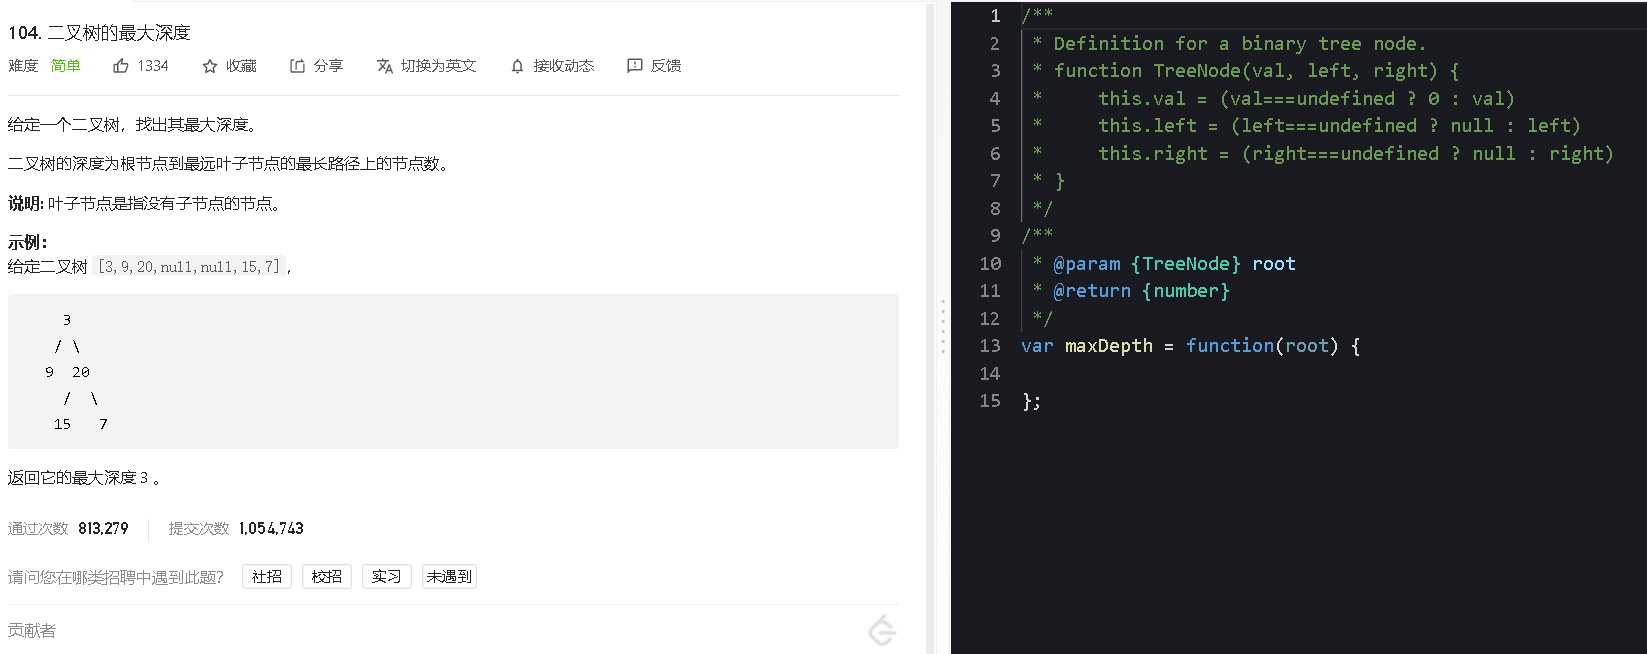 104. 二叉树的最大深度
难度 简单 1334 收藏 分享 切换为英文 接收动态 反馈
给定一个二叉树，找出其最大深度。
二叉树的深度为根节点到最远叶子节点的最长路径上的节点数。
说明: 叶子节点是指没有子节点的节点。
示例：
给定二叉树 [3,9,20,null,null,15,7]，
3
/ \
9 20
/ \
15 7
返回它的最大深度 3 。
通过次数 813,279 提交次数 1,054,743
请问您在哪类招聘中遇到此题？ 社招 校招 实习 未遇到
贡献者
1 /**
2 * Definition for a binary tree node.
3 * function TreeNode(val, left, right) {
4 *     this.val = (val===undefined ? 0 : val)
5 *     this.left = (left===undefined ? null : left)
6 *     this.right = (right===undefined ? null : right)
7 * }
8 */
9 /**
10 * @param {TreeNode} root
11 * @return {number}
12 */
13 var maxDepth = function(root) {
14
15 };